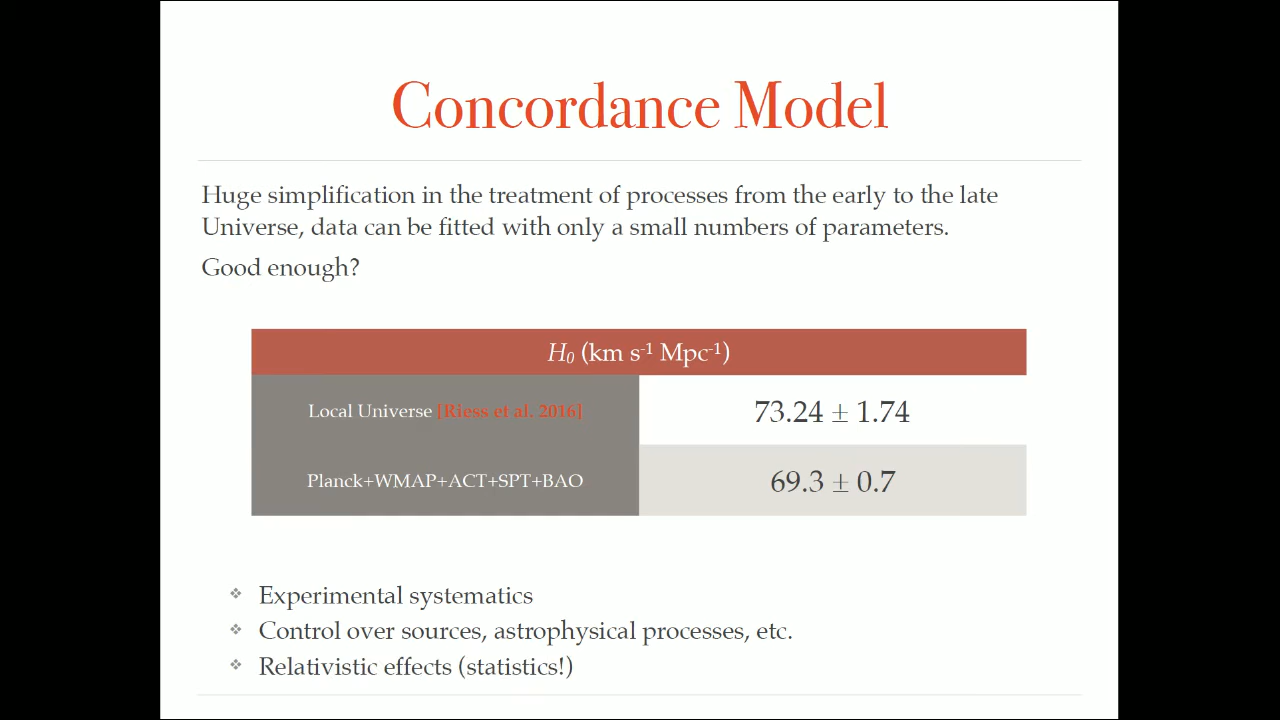 Concordance Model
Huge simplification in the treatment of processes from the early to the late
Universe, data can be fitted with only a small numbers of parameters.
Good enough?
H₀ (km s⁻¹ Mpc⁻¹)
Local Universe [Riess et al. 2016] 73.24 ± 1.74
Planck+WMAP+ACT+SPT+BAO 69.3 ± 0.7
❖ Experimental systematics
❖ Control over sources, astrophysical processes, etc.
❖ Relativistic effects (statistics!)